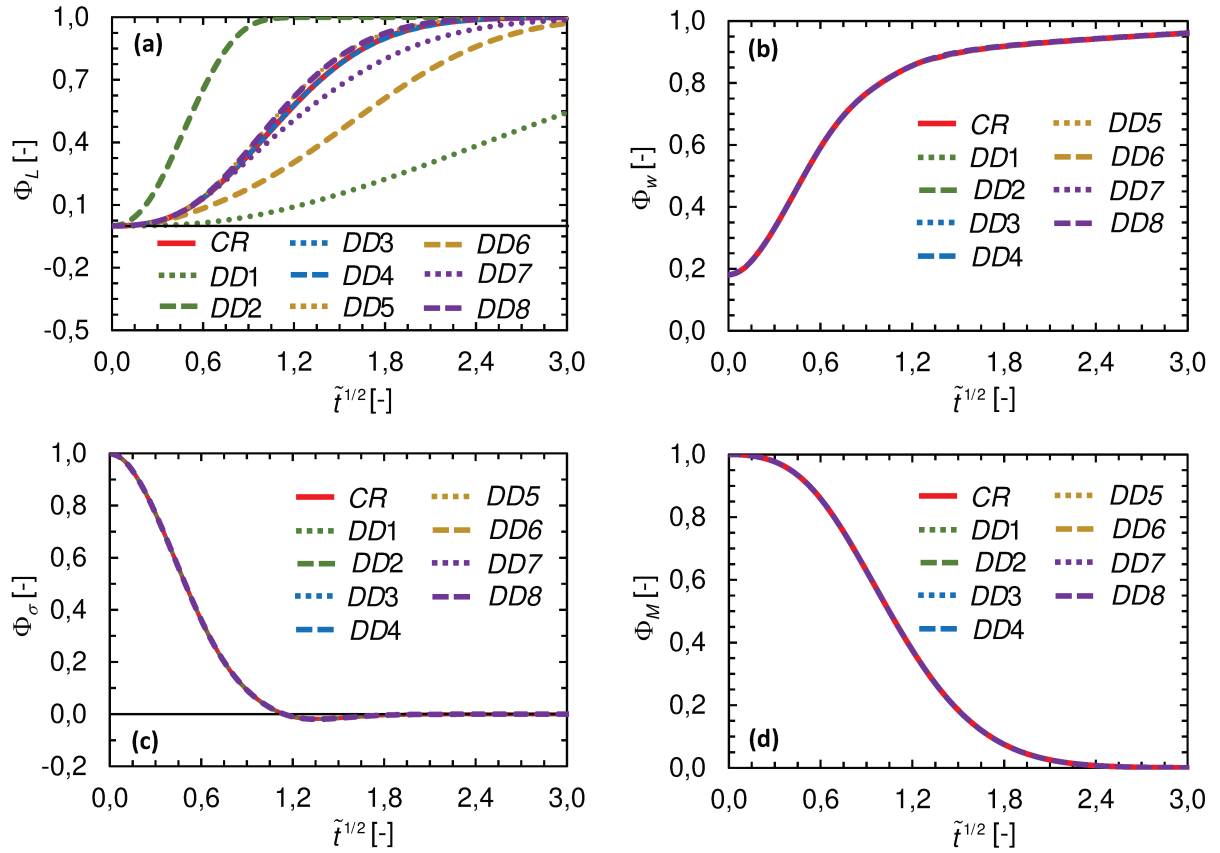 (a)
Φ_L [-]
1,0
0,7
0,4
0,1
-0,2
-0,5
CR DD3 DD6
DD1 DD4 DD7
DD2 DD5 DD8
0,0 0,6 1,2 1,8 2,4 3,0
t̃^1/2 [-]
(b)
Φ_w [-]
1,0
0,8
0,6
0,4
0,2
0,0
CR DD5
DD1 DD6
DD2 DD7
DD3 DD8
DD4
0,0 0,6 1,2 1,8 2,4 3,0
t̃^1/2 [-]
(c)
Φ_σ [-]
1,0
0,8
0,6
0,4
0,2
0,0
-0,2
CR DD5
DD1 DD6
DD2 DD7
DD3 DD8
DD4
0,0 0,6 1,2 1,8 2,4 3,0
t̃^1/2 [-]
(d)
Φ_M [-]
1,0
0,8
0,6
0,4
0,2
0,0
CR DD5
DD1 DD6
DD2 DD7
DD3 DD8
DD4
0,0 0,6 1,2 1,8 2,4 3,0
t̃^1/2 [-]